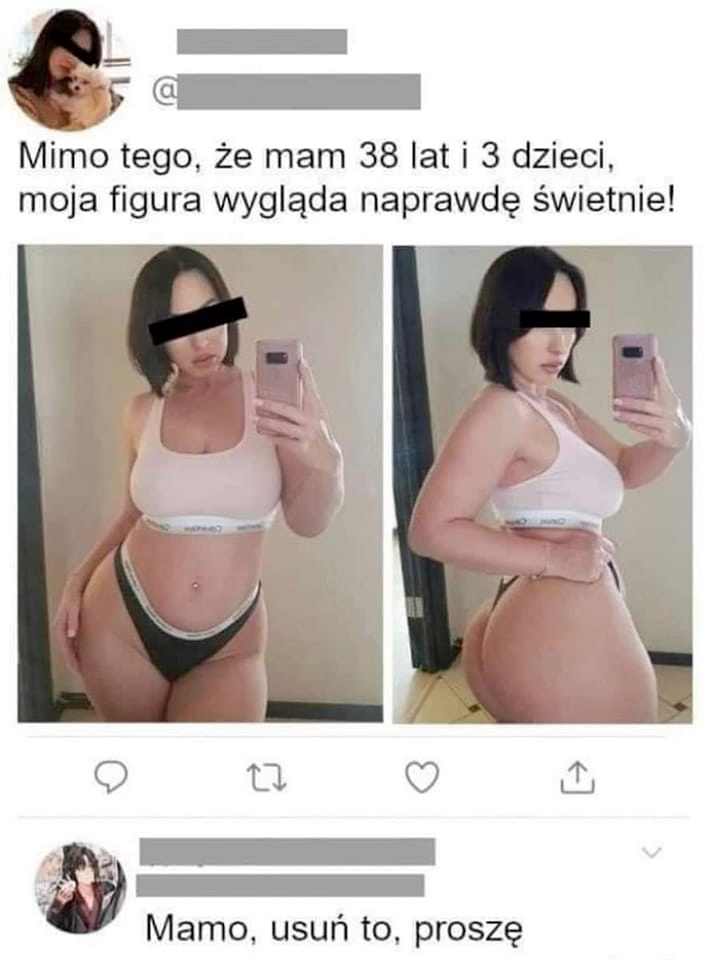 @
Mimo tego, że mam 38 lat i 3 dzieci,
moja figura wygląda naprawdę świetnie!
Mamo, usuń to, proszę